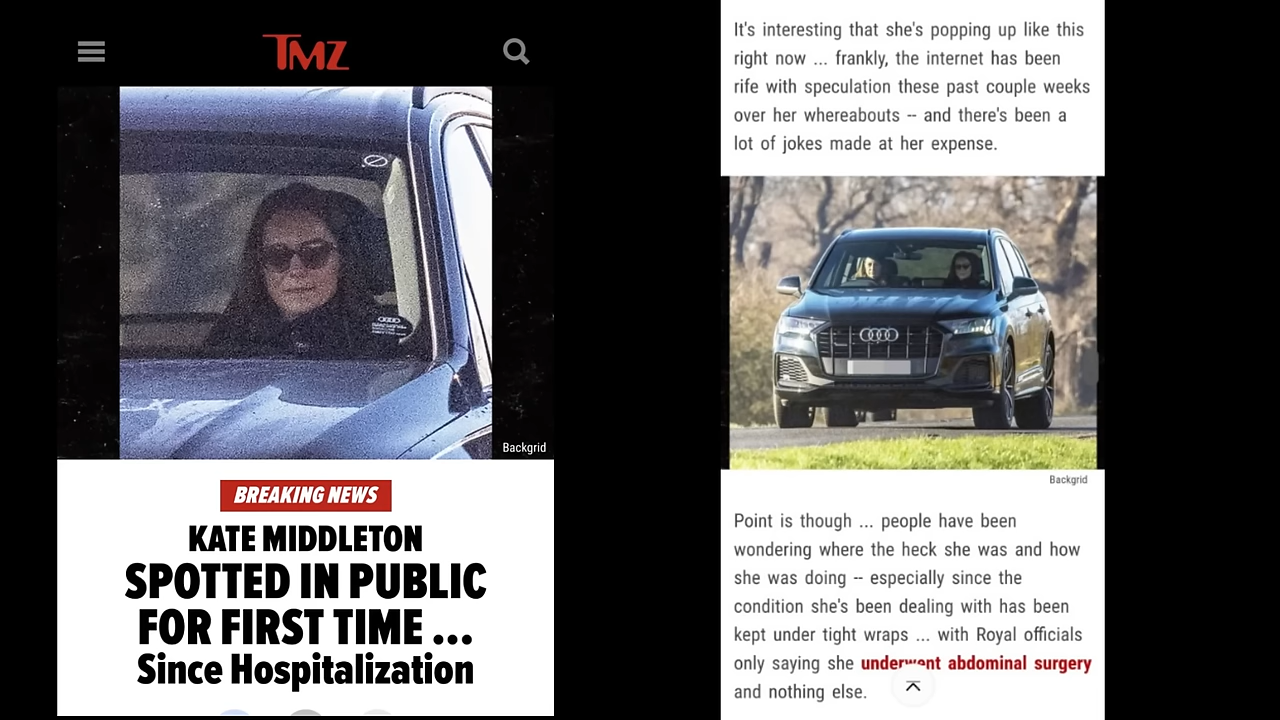 TMZ
Backgrid
BREAKING NEWS
KATE MIDDLETON
SPOTTED IN PUBLIC
FOR FIRST TIME ...
Since Hospitalization
It's interesting that she's popping up like this
right now ... frankly, the internet has been
rife with speculation these past couple weeks
over her whereabouts -- and there's been a
lot of jokes made at her expense.
Backgrid
Point is though ... people have been
wondering where the heck she was and how
she was doing -- especially since the
condition she's been dealing with has been
kept under tight wraps ... with Royal officials
only saying she underwent abdominal surgery
and nothing else.